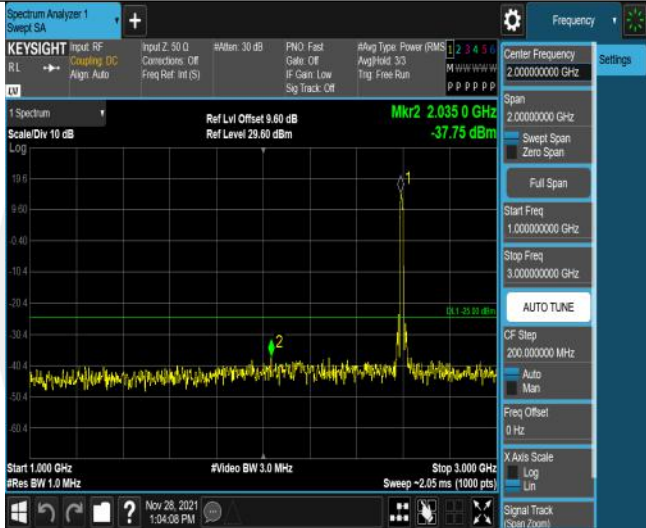 Spectrum Analyzer 1
Swept SA
+
Frequency
KEYSIGHT
RL
LV
Input: RF
Coupling: DC
Align: Auto
Input Z: 50 Ω
Corrections: Off
Freq Ref: Int (S)
#Atten: 30 dB
PNO: Fast
Gate: Off
IF Gain: Low
Sig Track: Off
#Avg Type: Power (RMS
Avg|Hold: 3/3
Trig: Free Run
1 2 3 4 5 6
M W W W W W
P P P P P P
1 Spectrum
Scale/Div 10 dB
Log
Ref Lvl Offset 9.60 dB
Ref Level 29.60 dBm
Mkr2 2.035 0 GHz
-37.75 dBm
19.6
9.60
-0.40
-10.4
-20.4
-30.4
-40.4
-50.4
-60.4
1
DL1 -25.00 dBm
2
Start 1.000 GHz
#Res BW 1.0 MHz
#Video BW 3.0 MHz
Stop 3.000 GHz
Sweep ~2.05 ms (1000 pts)
Nov 28, 2021
1:04:08 PM
?
Center Frequency
2.000000000 GHz
Settings
Span
2.00000000 GHz
Swept Span
Zero Span
Full Span
Start Freq
1.000000000 GHz
Stop Freq
3.000000000 GHz
AUTO TUNE
CF Step
200.000000 MHz
Auto
Man
Freq Offset
0 Hz
X Axis Scale
Log
Lin
Signal Track
(Span Zoom)